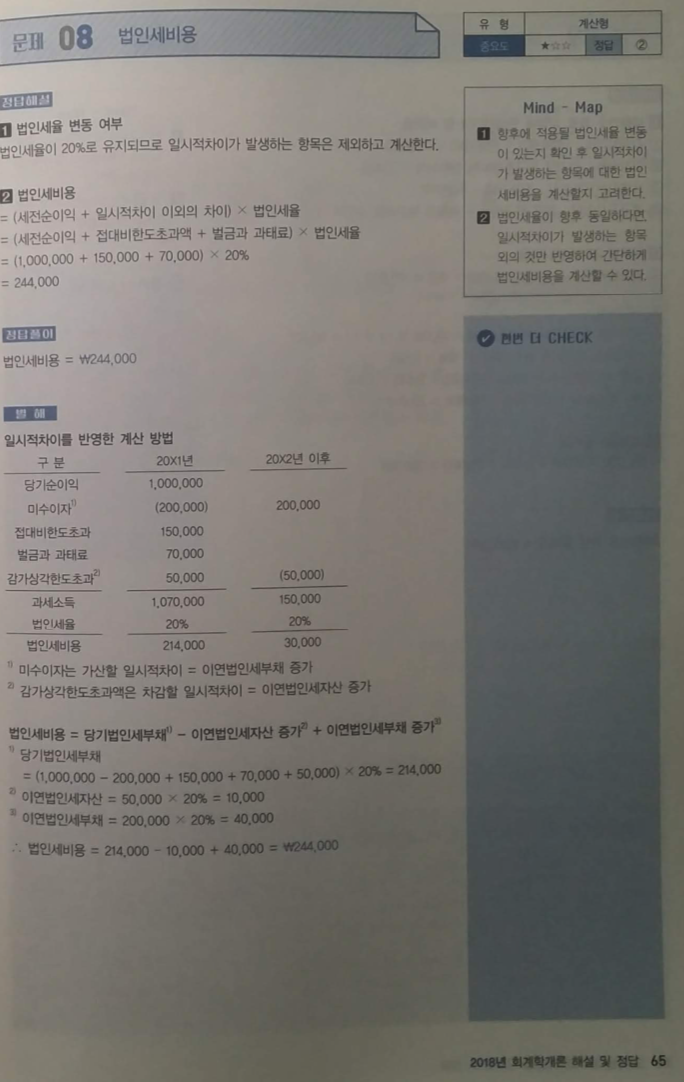 문제 08 법인세비용
유 형 계산형
중요도 ★☆☆ 정답 ②
정답해설
1 법인세율 변동 여부
법인세율이 20%로 유지되므로 일시적차이가 발생하는 항목은 제외하고 계산한다.
2 법인세비용
= (세전순이익 + 일시적차이 이외의 차이) × 법인세율
= (세전순이익 + 접대비한도초과액 + 벌금과 과태료) × 법인세율
= (1,000,000 + 150,000 + 70,000) × 20%
= 244,000
정답풀이
법인세비용 = ₩244,000
별 해
일시적차이를 반영한 계산 방법
구 분 20X1년 20X2년 이후
당기순이익 1,000,000
미수이자1) (200,000) 200,000
접대비한도초과 150,000
벌금과 과태료 70,000
감가상각한도초과2) 50,000 (50,000)
과세소득 1,070,000 150,000
법인세율 20% 20%
법인세비용 214,000 30,000
1) 미수이자는 가산할 일시적차이 = 이연법인세부채 증가
2) 감가상각한도초과액은 차감할 일시적차이 = 이연법인세자산 증가
법인세비용 = 당기법인세부채1) − 이연법인세자산 증가2) + 이연법인세부채 증가3)
1) 당기법인세부채
= (1,000,000 − 200,000 + 150,000 + 70,000 + 50,000) × 20% = 214,000
2) 이연법인세자산 = 50,000 × 20% = 10,000
3) 이연법인세부채 = 200,000 × 20% = 40,000
∴ 법인세비용 = 214,000 − 10,000 + 40,000 = ₩244,000
Mind - Map
1 향후에 적용될 법인세율 변동
이 있는지 확인 후 일시적차이
가 발생하는 항목에 대한 법인
세비용을 계산할지 고려한다.
2 법인세율이 향후 동일하다면,
일시적차이가 발생하는 항목
외의 것만 반영하여 간단하게
법인세비용을 계산할 수 있다.
한번 더 CHECK
2018년 회계학개론 해설 및 정답 65